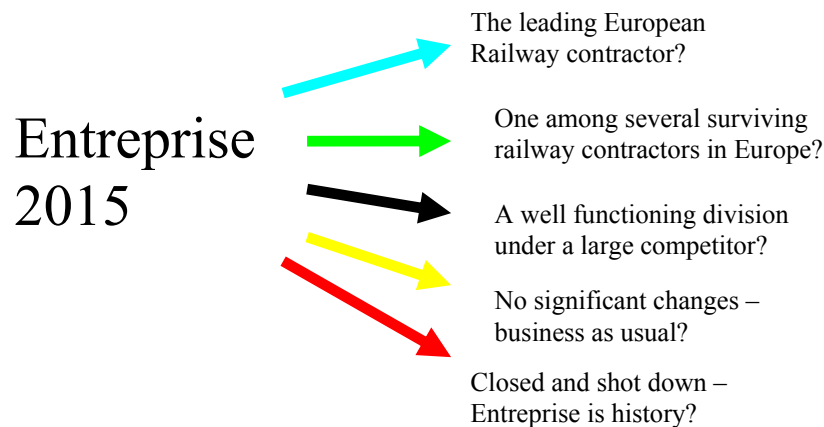 Entreprise
2015
The leading European
Railway contractor?
One among several surviving
railway contractors in Europe?
A well functioning division
under a large competitor?
No significant changes –
business as usual?
Closed and shot down –
Entreprise is history?